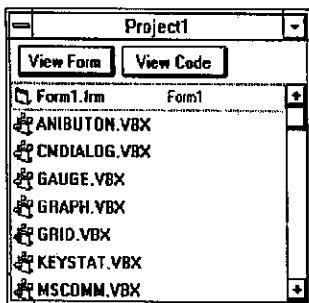 Project1
View Form View Code
Form1.frm Form1
ANIBUTON.VBX
CMDIALOG.VBX
GAUGE.VBX
GRAPH.VBX
GRID.VBX
KEYSTAT.VBX
MSCOMM.VBX